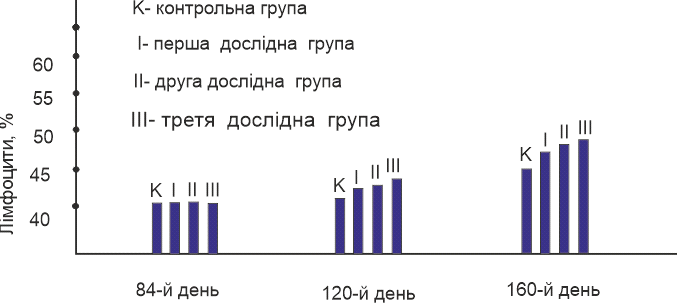 К- контрольна група
І- перша дослідна група
ІІ- друга дослідна група
ІІІ- третя дослідна група
Лімфоцити, %
60
55
50
45
40
К І ІІ ІІІ
К І ІІ ІІІ
К І ІІ ІІІ
84-й день
120-й день
160-й день